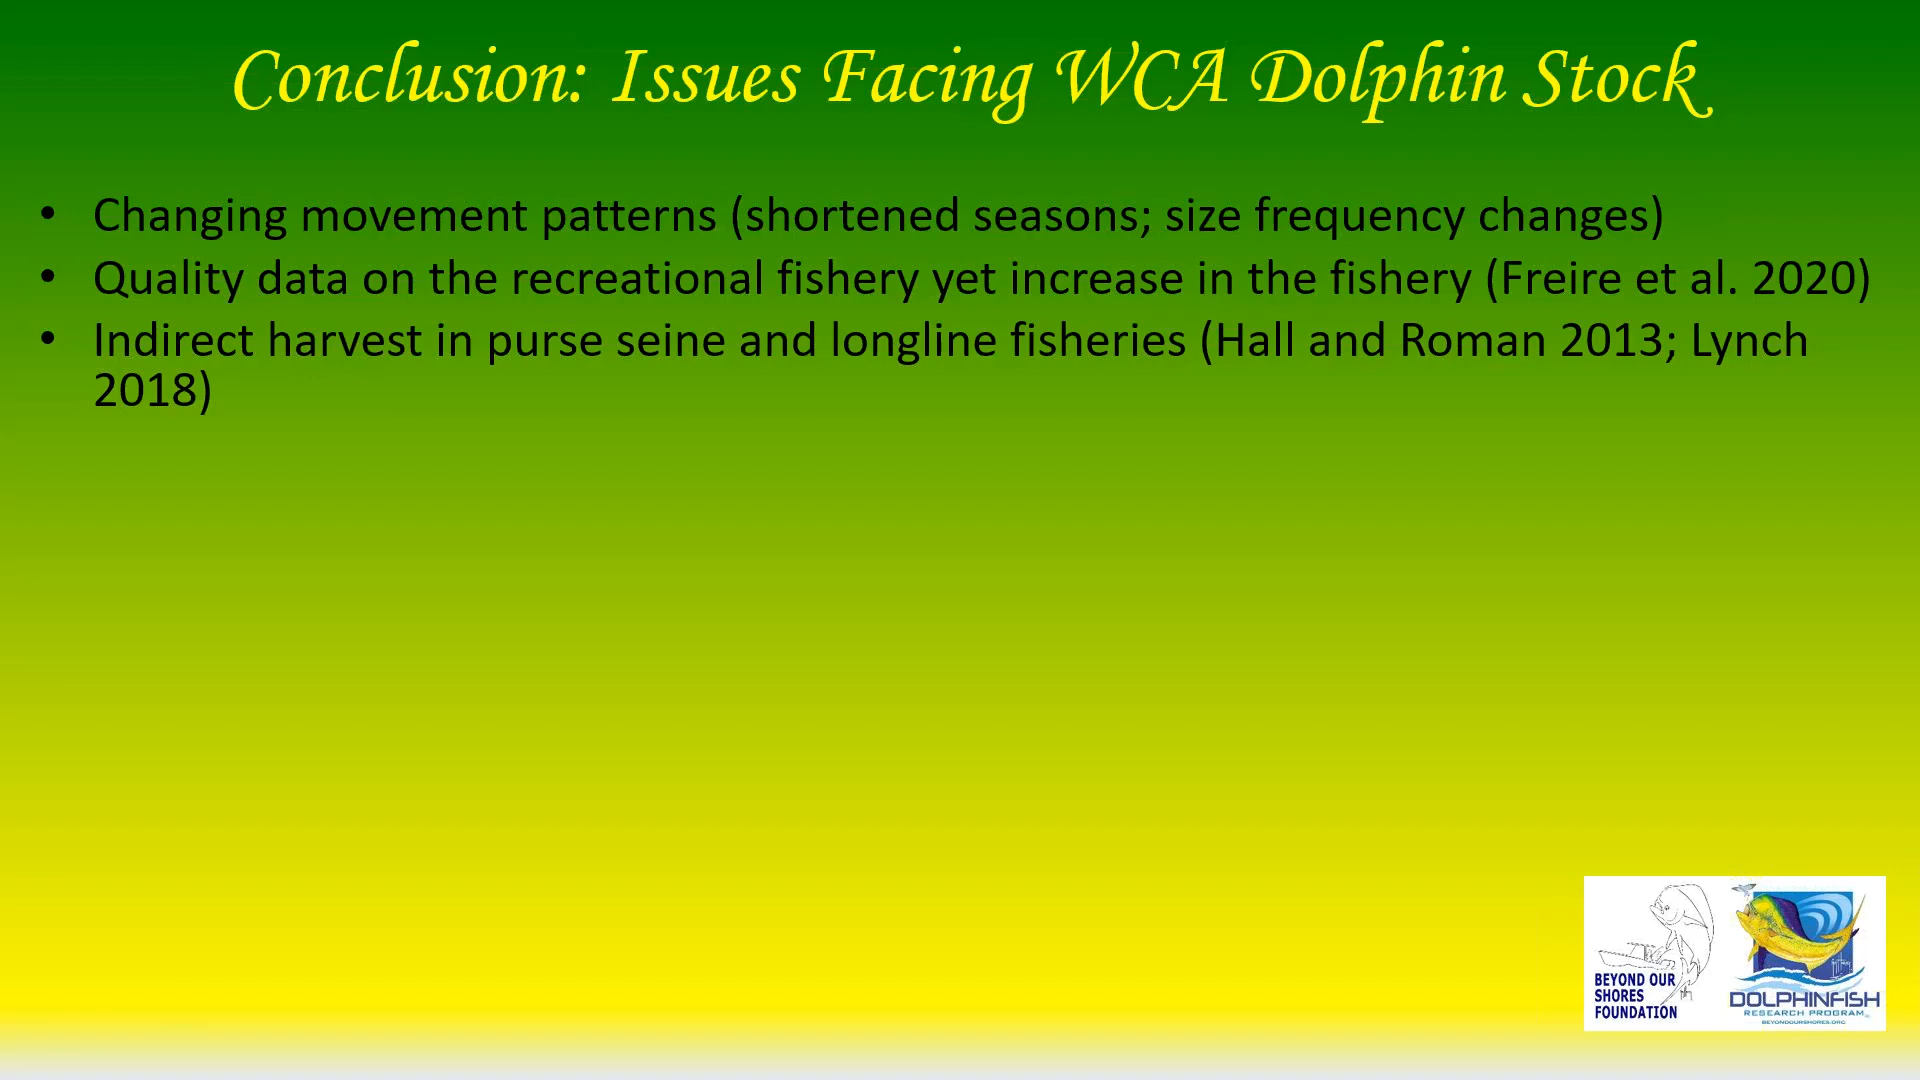 Conclusion: Issues Facing WCA Dolphin Stock
• Changing movement patterns (shortened seasons; size frequency changes)
• Quality data on the recreational fishery yet increase in the fishery (Freire et al. 2020)
• Indirect harvest in purse seine and longline fisheries (Hall and Roman 2013; Lynch
2018)
BEYOND OUR
SHORES
FOUNDATION
DOLPHINFISH
RESEARCH PROGRAM
BEYONDOURSHORES.ORG